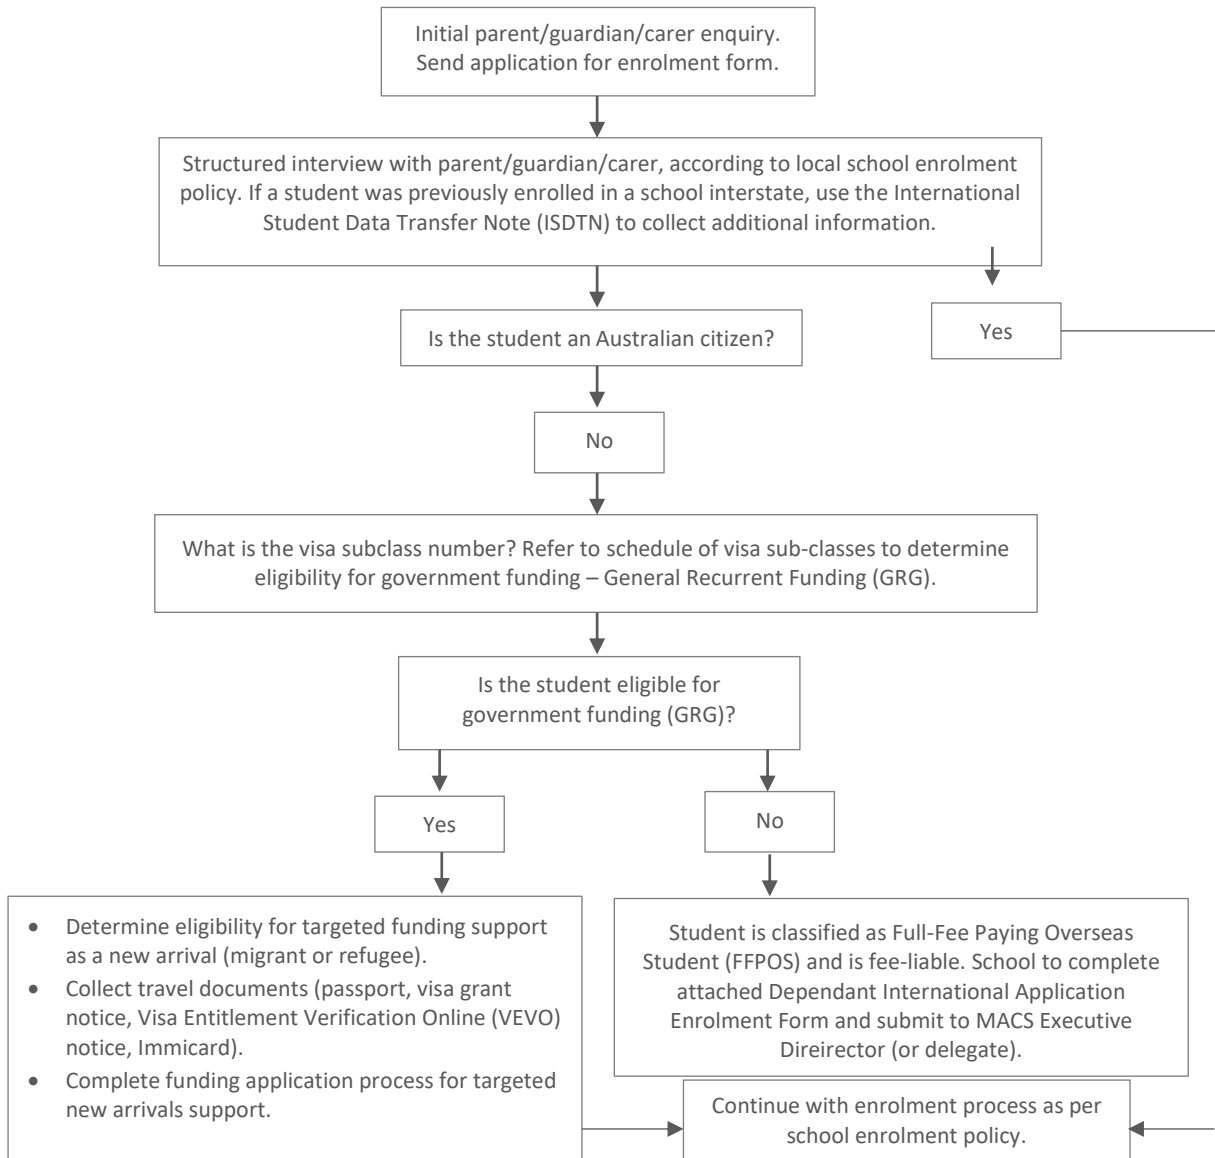 Initial parent/guardian/carer enquiry.
Send application for enrolment form.
Structured interview with parent/guardian/carer, according to local school enrolment
policy. If a student was previously enrolled in a school interstate, use the International
Student Data Transfer Note (ISDTN) to collect additional information.
Is the student an Australian citizen?
Yes
No
What is the visa subclass number? Refer to schedule of visa sub-classes to determine
eligibility for government funding – General Recurrent Funding (GRG).
Is the student eligible for
government funding (GRG)?
Yes
No
• Determine eligibility for targeted funding support
as a new arrival (migrant or refugee).
• Collect travel documents (passport, visa grant
notice, Visa Entitlement Verification Online (VEVO)
notice, Immicard).
• Complete funding application process for targeted
new arrivals support.
Student is classified as Full-Fee Paying Overseas
Student (FFPOS) and is fee-liable. School to complete
attached Dependant International Application
Enrolment Form and submit to MACS Executive
Direirector (or delegate).
Continue with enrolment process as per
school enrolment policy.